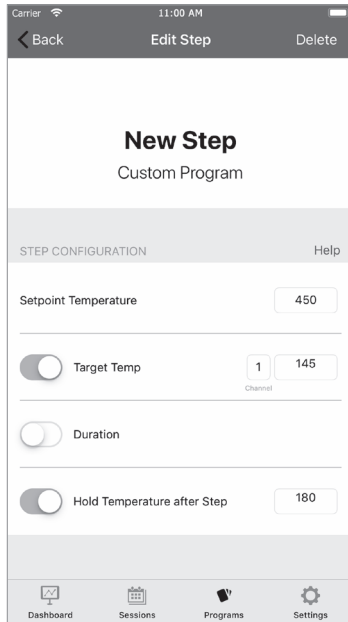 Carrier 11:00 AM
Back Edit Step Delete
New Step
Custom Program
STEP CONFIGURATION Help
Setpoint Temperature 450
Target Temp 1 145
Channel
Duration
Hold Temperature after Step 180
Dashboard Sessions Programs Settings